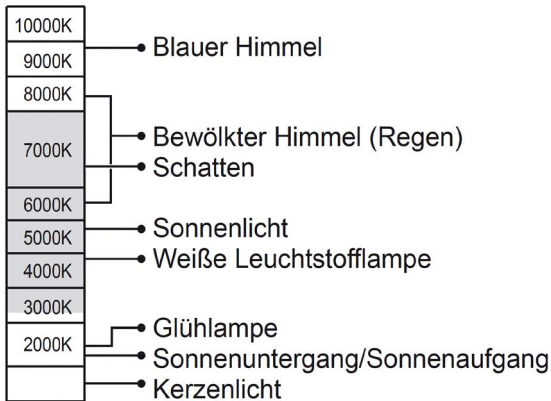 10000K
Blauer Himmel
9000K
8000K
Bewölkter Himmel (Regen)
7000K
Schatten
6000K
Sonnenlicht
5000K
Weiße Leuchtstofflampe
4000K
3000K
Glühlampe
2000K
Sonnenuntergang/Sonnenaufgang
Kerzenlicht